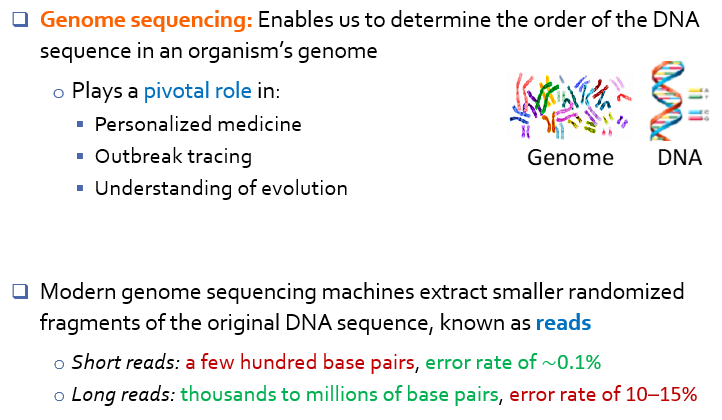 Genome sequencing: Enables us to determine the order of the DNA
sequence in an organism's genome
Plays a pivotal role in:
Personalized medicine
Outbreak tracing
Understanding of evolution
Genome DNA
Modern genome sequencing machines extract smaller randomized
fragments of the original DNA sequence, known as reads
Short reads: a few hundred base pairs, error rate of ∼0.1%
Long reads: thousands to millions of base pairs, error rate of 10–15%